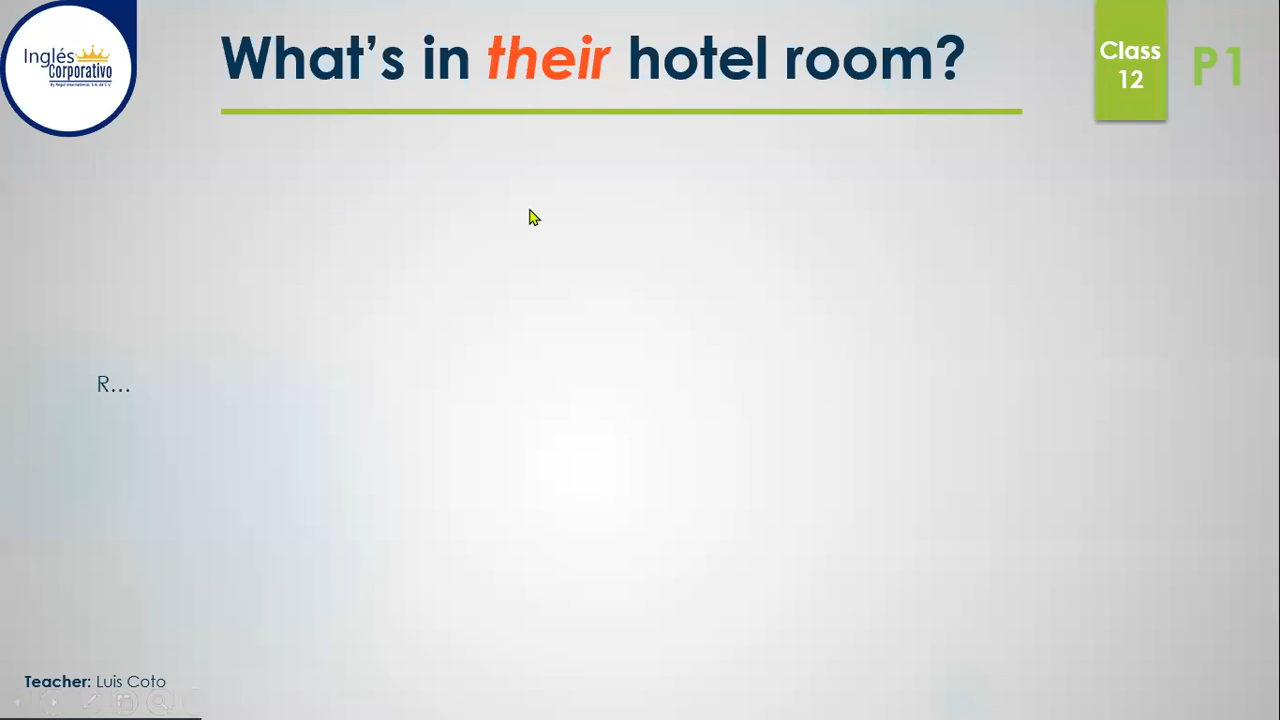 Inglés
Corporativo
What's in their hotel room?
Class
12
P1
R...
Teacher: Luis Coto